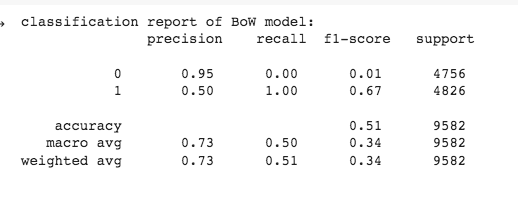 classification report of BoW model:
precision recall f1-score support
0 0.95 0.00 0.01 4756
1 0.50 1.00 0.67 4826
accuracy 0.51 9582
macro avg 0.73 0.50 0.34 9582
weighted avg 0.73 0.51 0.34 9582